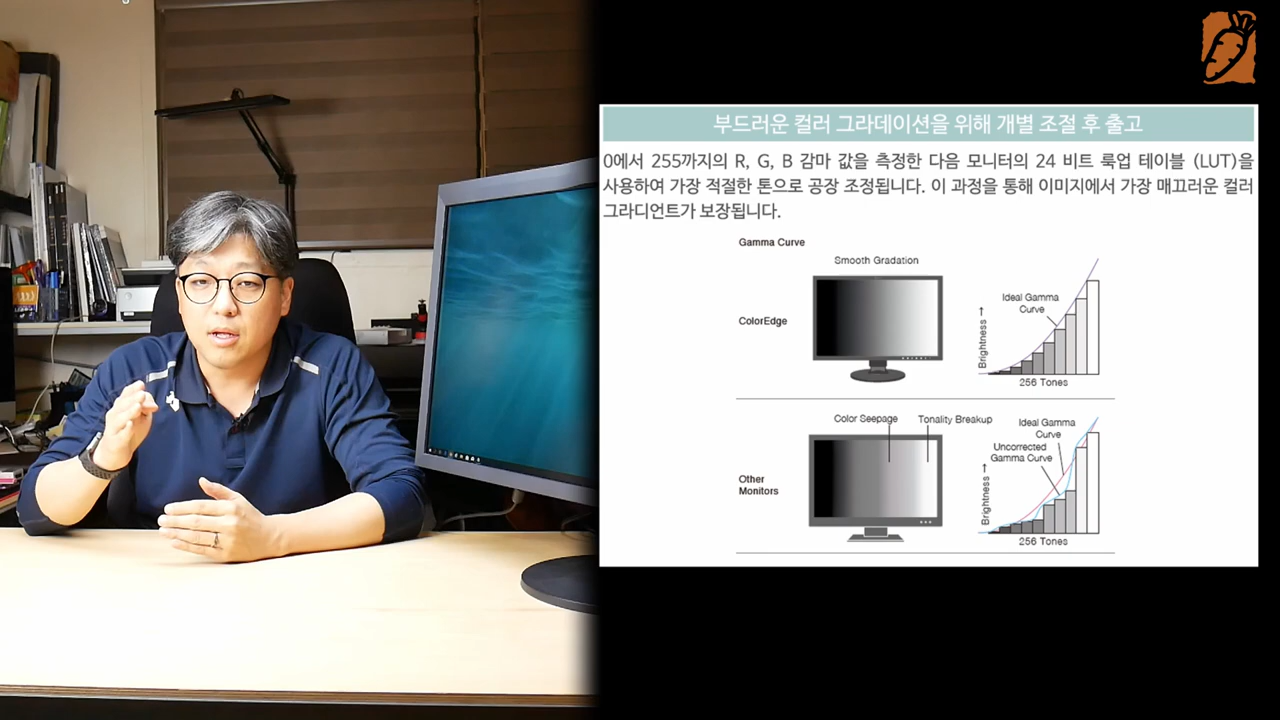 부드러운 컬러 그라데이션을 위해 개별 조절 후 출고
0에서 255까지의 R, G, B 감마 값을 측정한 다음 모니터의 24 비트 룩업 테이블 (LUT)을
사용하여 가장 적절한 톤으로 공장 조정됩니다. 이 과정을 통해 이미지에서 가장 매끄러운 컬러
그라디언트가 보장됩니다.
Gamma Curve
Smooth Gradation
ColorEdge
Ideal Gamma
Curve
Brightness →
256 Tones
Color Seepage
Tonality Breakup
Other
Monitors
Ideal Gamma
Curve
Uncorrected
Gamma Curve
Brightness →
256 Tones